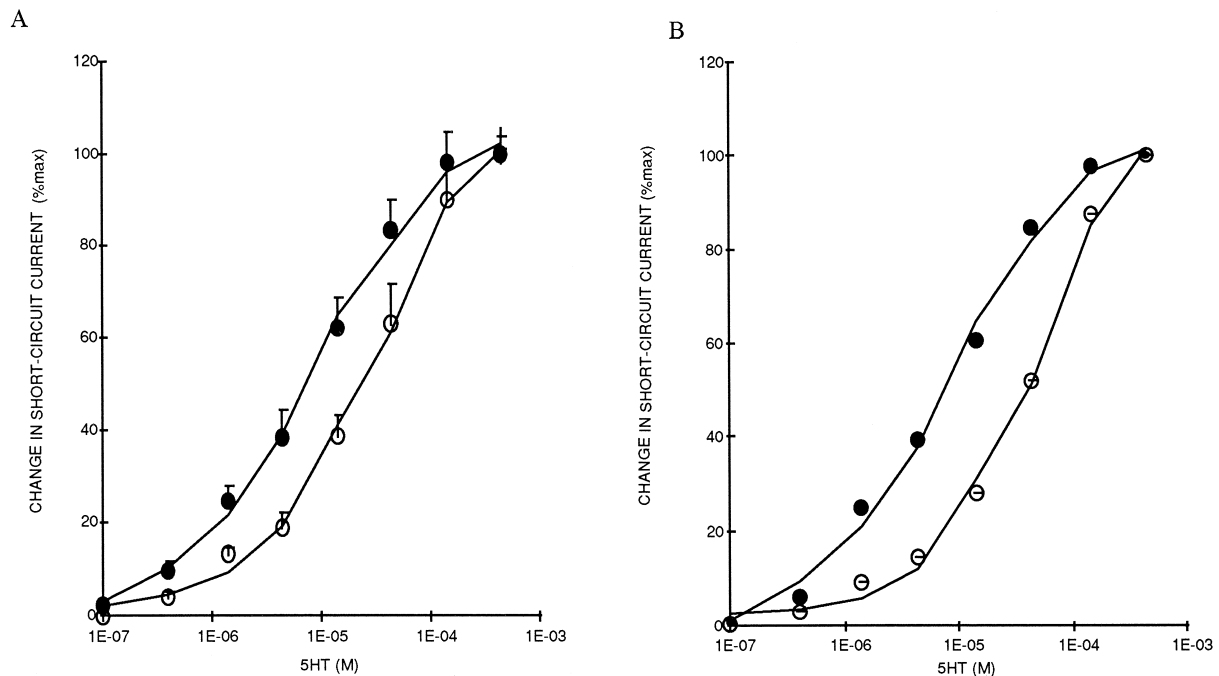 A
B
CHANGE IN SHORT-CIRCUIT CURRENT (%max)
120
100
80
60
40
20
0
1E-07 1E-06 1E-05 1E-04 1E-03
5HT (M)
CHANGE IN SHORT-CIRCUIT CURRENT (%max)
120
100
80
60
40
20
0
1E-07 1E-06 1E-05 1E-04 1E-03
5HT (M)